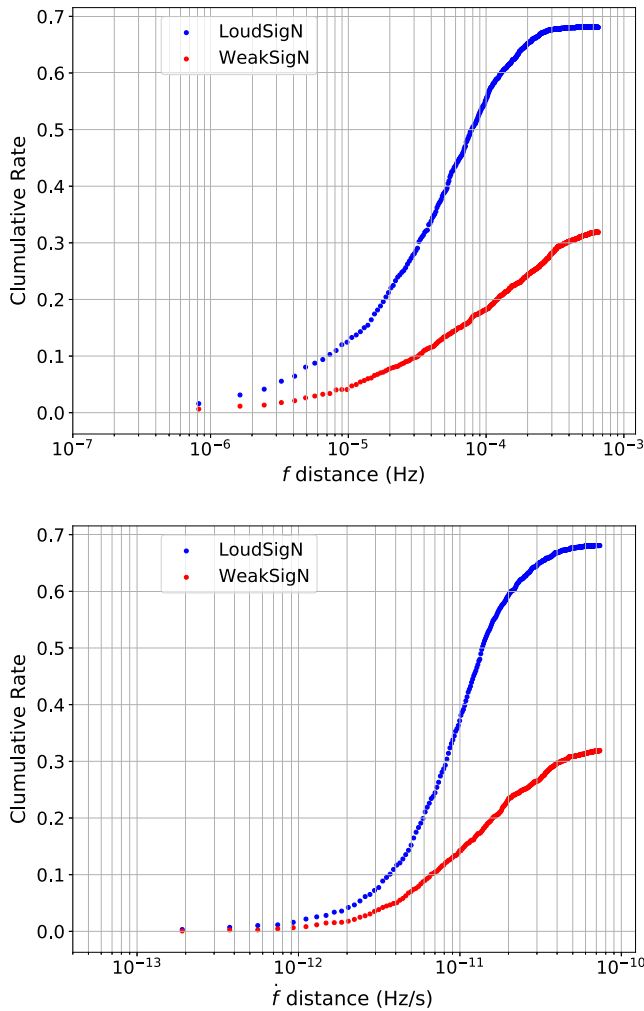 0.7
0.6
0.5
0.4
0.3
0.2
0.1
0.0
Clumulative Rate
LoudSigN
WeakSigN
10⁻⁷ 10⁻⁶ 10⁻⁵ 10⁻⁴ 10⁻³
f distance (Hz)
0.7
0.6
0.5
0.4
0.3
0.2
0.1
0.0
Clumulative Rate
LoudSigN
WeakSigN
10⁻¹³ 10⁻¹² 10⁻¹¹ 10⁻¹⁰
ḟ distance (Hz/s)